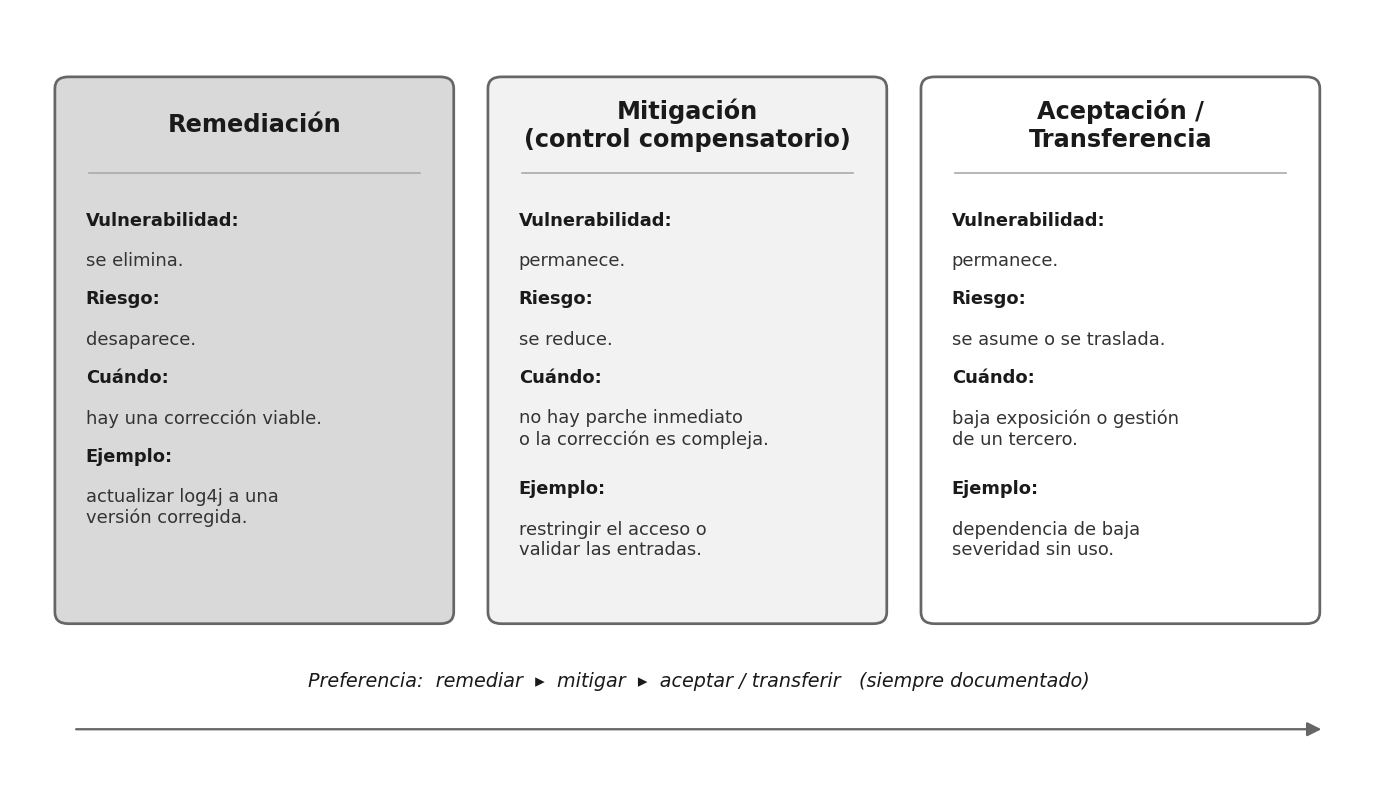 Remediación
Vulnerabilidad:
se elimina.
Riesgo:
desaparece.
Cuándo:
hay una corrección viable.
Ejemplo:
actualizar log4j a una
versión corregida.
Mitigación
(control compensatorio)
Vulnerabilidad:
permanece.
Riesgo:
se reduce.
Cuándo:
no hay parche inmediato
o la corrección es compleja.
Ejemplo:
restringir el acceso o
validar las entradas.
Aceptación /
Transferencia
Vulnerabilidad:
permanece.
Riesgo:
se asume o se traslada.
Cuándo:
baja exposición o gestión
de un tercero.
Ejemplo:
dependencia de baja
severidad sin uso.
Preferencia: remediar ▸ mitigar ▸ aceptar / transferir (siempre documentado)